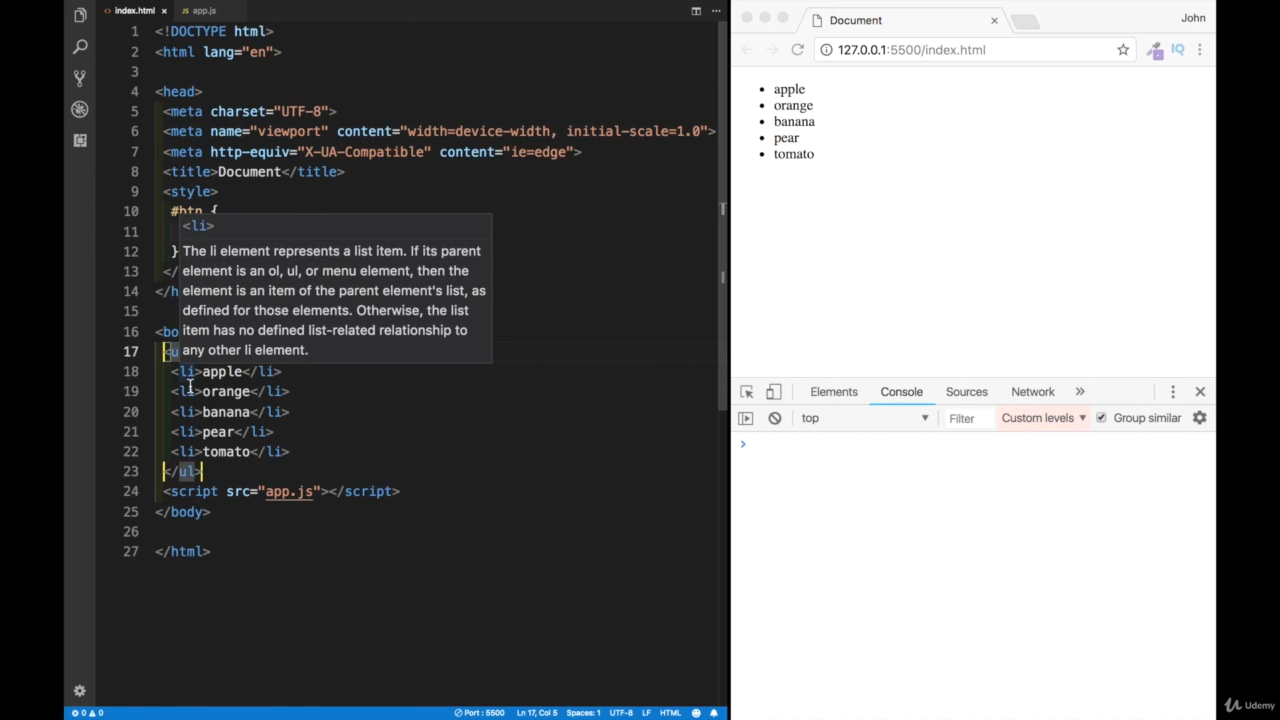 index.html × app.js
1 <!DOCTYPE html>
2 <html lang="en">
3
4 <head>
5 <meta charset="UTF-8">
6 <meta name="viewport" content="width=device-width, initial-scale=1.0">
7 <meta http-equiv="X-UA-Compatible" content="ie=edge">
8 <title>Document</title>
9 <style>
10 #btn {
11
12 }
13 </
14 </h
15
16 <bo
17 <u
<li>
The li element represents a list item. If its parent
element is an ol, ul, or menu element, then the
element is an item of the parent element's list, as
defined for those elements. Otherwise, the list
item has no defined list-related relationship to
any other li element.
18 <li>apple</li>
19 <li>orange</li>
20 <li>banana</li>
21 <li>pear</li>
22 <li>tomato</li>
23 </ul>
24 <script src="app.js"></script>
25 </body>
26
27 </html>
0 0 Port : 5500 Ln 17, Col 5 Spaces: 1 UTF-8 LF HTML
Document × John
127.0.0.1:5500/index.html IQ
• apple
• orange
• banana
• pear
• tomato
Elements Console Sources Network »
top Filter Custom levels Group similar
>
Udemy